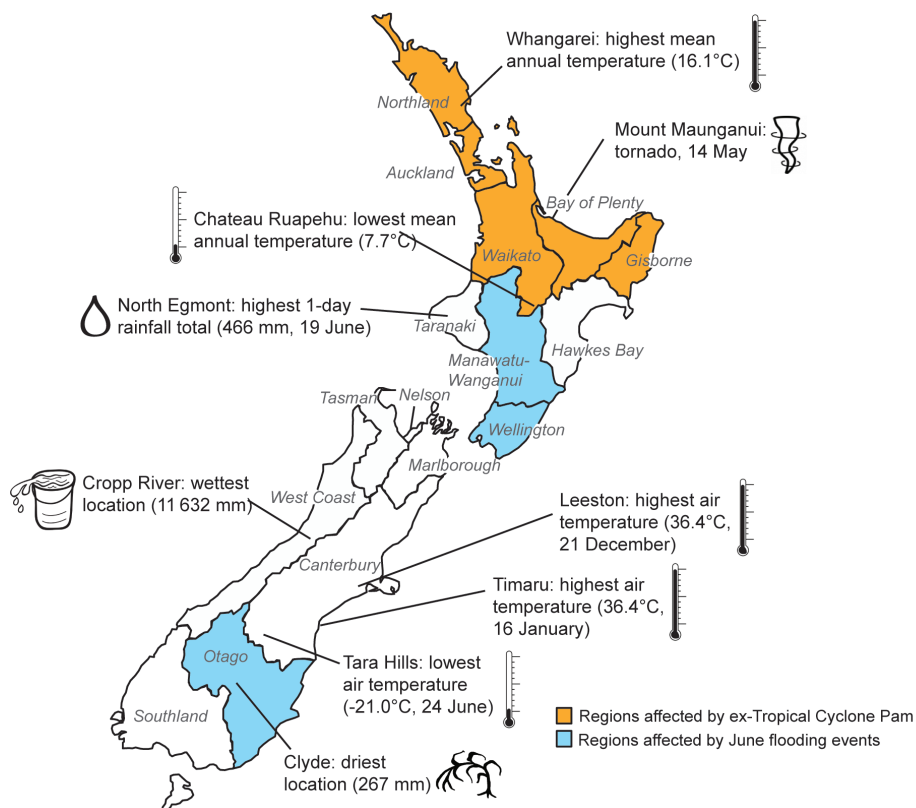 Whangarei: highest mean
annual temperature (16.1°C)
Northland
Mount Maunganui:
tornado, 14 May
Auckland
Bay of Plenty
Chateau Ruapehu: lowest mean
annual temperature (7.7°C)
Waikato
Gisborne
North Egmont: highest 1-day
rainfall total (466 mm, 19 June)
Taranaki
Hawkes Bay
Manawatu-
Wanganui
Tasman
Nelson
Wellington
Marlborough
Cropp River: wettest
location (11 632 mm)
West Coast
Leeston: highest air
temperature (36.4°C,
21 December)
Canterbury
Timaru: highest air
temperature (36.4°C,
16 January)
Otago
Tara Hills: lowest
air temperature
(-21.0°C, 24 June)
Southland
Regions affected by ex-Tropical Cyclone Pam
Regions affected by June flooding events
Clyde: driest
location (267 mm)